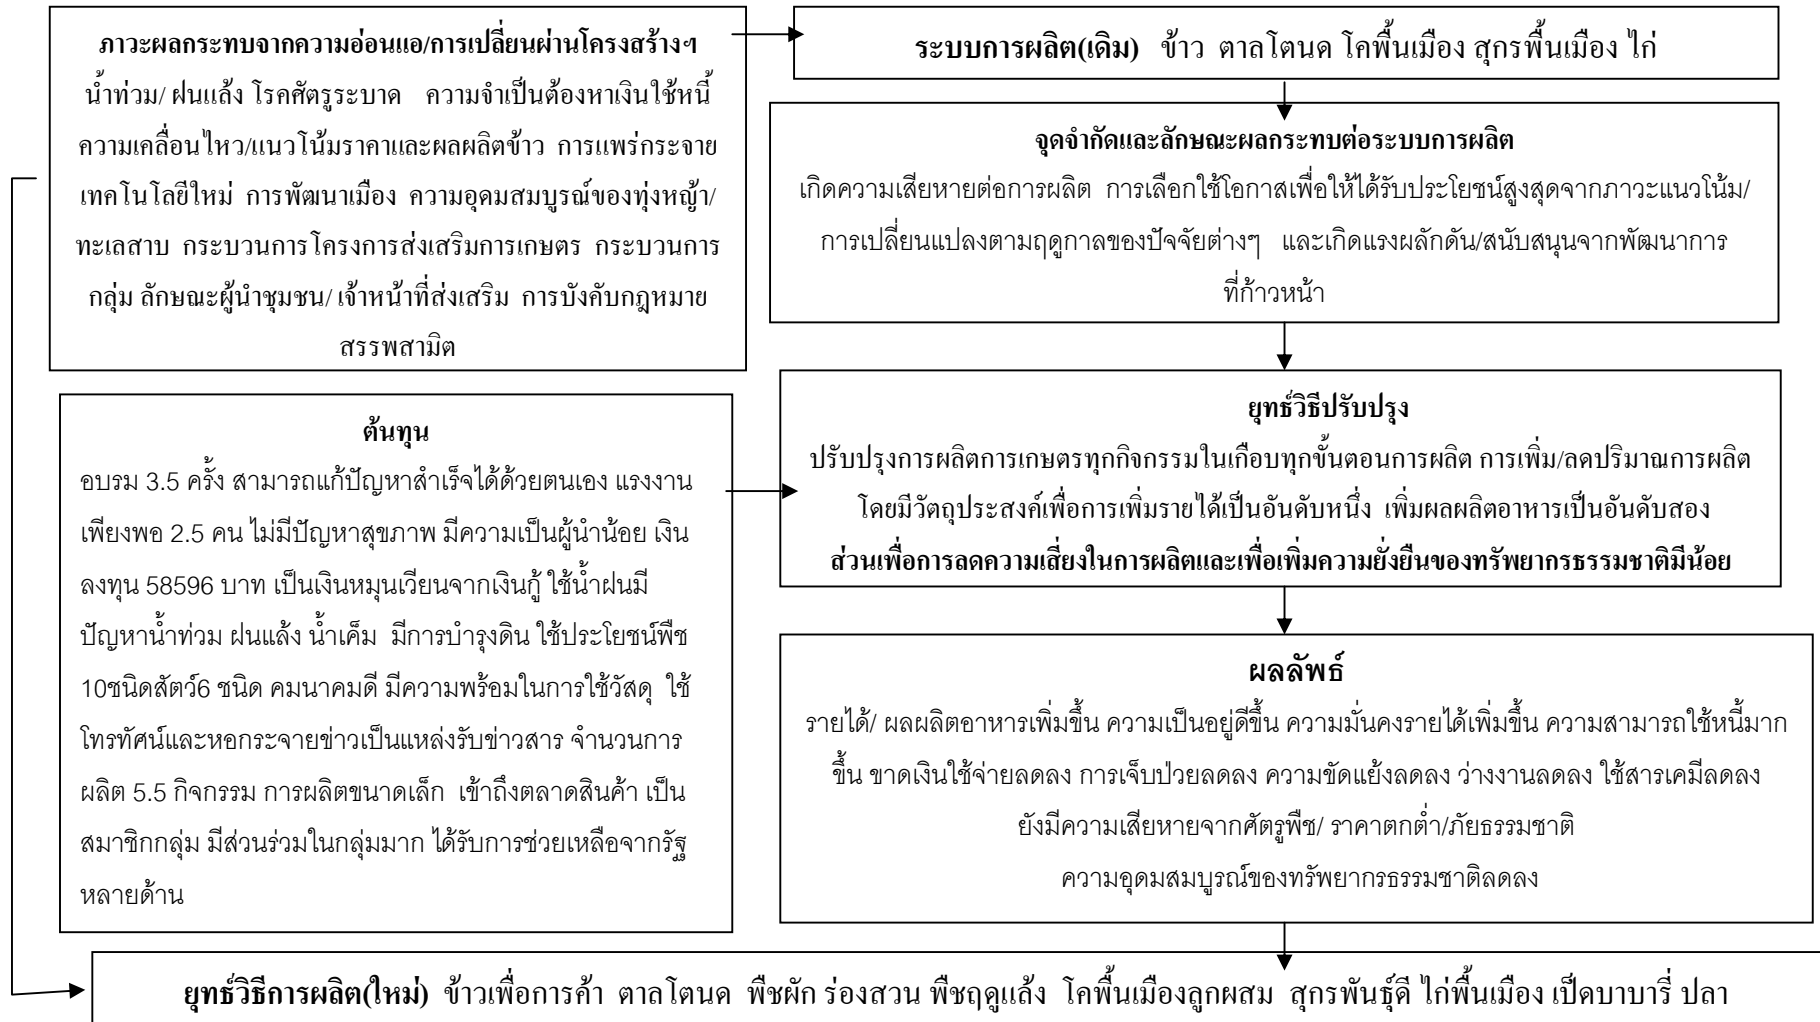 ภาวะผลกระทบจากความอ่อนแอ/การเปลี่ยนผ่านโครงสร้างฯ
น้ำท่วม/ ฝนแล้ง โรคศัตรูระบาด ความจำเป็นต้องหาเงินใช้หนี้
ความเคลื่อนไหว/แนวโน้มราคาและผลผลิตข้าว การแพร่กระจาย
เทคโนโลยีใหม่ การพัฒนาเมือง ความอุดมสมบูรณ์ของทุ่งหญ้า/
ทะเลสาบ กระบวนการโครงการส่งเสริมการเกษตร กระบวนการ
กลุ่ม ลักษณะผู้นำชุมชน/ เจ้าหน้าที่ส่งเสริม การบังคับกฎหมาย
สรรพสามิต
ระบบการผลิต(เดิม) ข้าว ตาลโตนด โคพื้นเมือง สุกรพื้นเมือง ไก่
จุดจำกัดและลักษณะผลกระทบต่อระบบการผลิต
เกิดความเสียหายต่อการผลิต การเลือกใช้โอกาสเพื่อให้ได้รับประโยชน์สูงสุดจากภาวะแนวโน้ม/
การเปลี่ยนแปลงตามฤดูกาลของปัจจัยต่างๆ และเกิดแรงผลักดัน/สนับสนุนจากพัฒนาการ
ที่ก้าวหน้า
ต้นทุน
อบรม 3.5 ครั้ง สามารถแก้ปัญหาสำเร็จได้ด้วยตนเอง แรงงาน
เพียงพอ 2.5 คน ไม่มีปัญหาสุขภาพ มีความเป็นผู้นำน้อย เงิน
ลงทุน 58596 บาท เป็นเงินหมุนเวียนจากเงินกู้ ใช้น้ำฝนมี
ปัญหาน้ำท่วม ฝนแล้ง น้ำเค็ม มีการบำรุงดิน ใช้ประโยชน์พืช
10ชนิดสัตว์6 ชนิด คมนาคมดี มีความพร้อมในการใช้วัสดุ ใช้
โทรทัศน์และหอกระจายข่าวเป็นแหล่งรับข่าวสาร จำนวนการ
ผลิต 5.5 กิจกรรม การผลิตขนาดเล็ก เข้าถึงตลาดสินค้า เป็น
สมาชิกกลุ่ม มีส่วนร่วมในกลุ่มมาก ได้รับการช่วยเหลือจากรัฐ
หลายด้าน
ยุทธ์วิธีปรับปรุง
ปรับปรุงการผลิตการเกษตรทุกกิจกรรมในเกือบทุกขั้นตอนการผลิต การเพิ่ม/ลดปริมาณการผลิต
โดยมีวัตถุประสงค์เพื่อการเพิ่มรายได้เป็นอันดับหนึ่ง เพิ่มผลผลิตอาหารเป็นอันดับสอง
ส่วนเพื่อการลดความเสี่ยงในการผลิตและเพื่อเพิ่มความยั่งยืนของทรัพยากรธรรมชาติมีน้อย
ผลลัพธ์
รายได้/ ผลผลิตอาหารเพิ่มขึ้น ความเป็นอยู่ดีขึ้น ความมั่นคงรายได้เพิ่มขึ้น ความสามารถใช้หนี้มาก
ขึ้น ขาดเงินใช้จ่ายลดลง การเจ็บป่วยลดลง ความขัดแย้งลดลง ว่างงานลดลง ใช้สารเคมีลดลง
ยังมีความเสียหายจากศัตรูพืช/ ราคาตกต่ำ/ภัยธรรมชาติ
ความอุดมสมบูรณ์ของทรัพยากรธรรมชาติลดลง
ยุทธ์วิธีการผลิต(ใหม่) ข้าวเพื่อการค้า ตาลโตนด พืชผัก ร่องสวน พืชฤดูแล้ง โคพื้นเมืองลูกผสม สุกรพันธุ์ดี ไก่พื้นเมือง เป็ดบาบารี่ ปลา